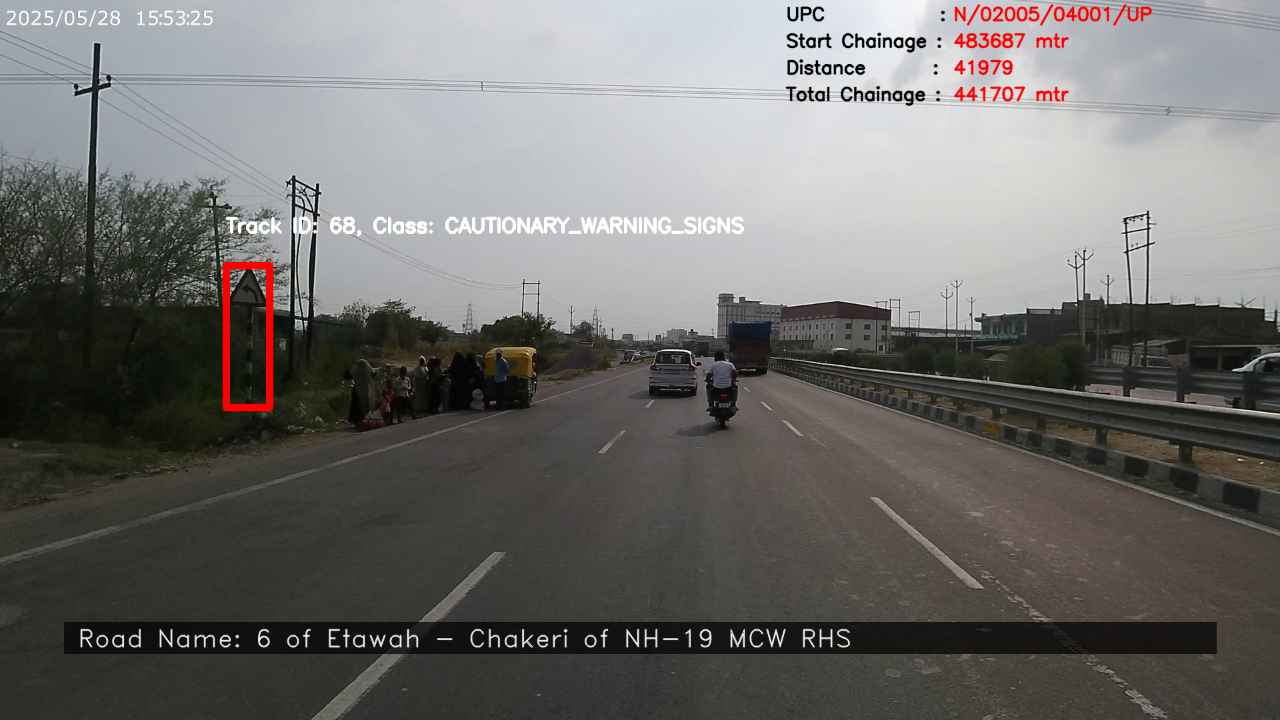 2025/05/28 15:53:25
UPC : N/02005/04001/UP
Start Chainage : 483687 mtr
Distance : 41979
Total Chainage : 441707 mtr
Track ID: 68, Class: CAUTIONARY_WARNING_SIGNS
Road Name: 6 of Etawah - Chakeri of NH-19 MCW RHS